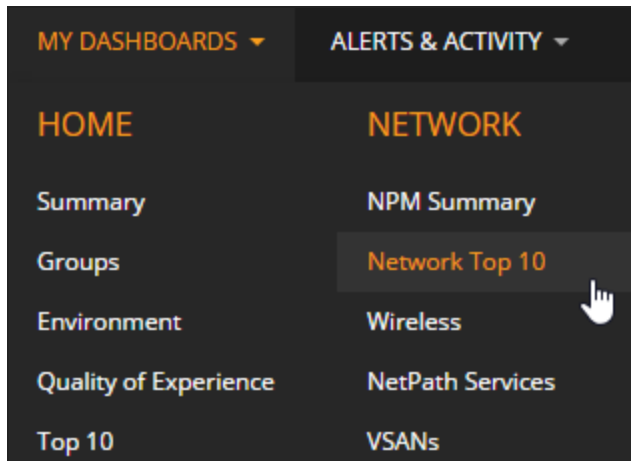 MY DASHBOARDS
ALERTS & ACTIVITY
HOME
Summary
Groups
Environment
Quality of Experience
Top 10
NETWORK
NPM Summary
Network Top 10
Wireless
NetPath Services
VSANs